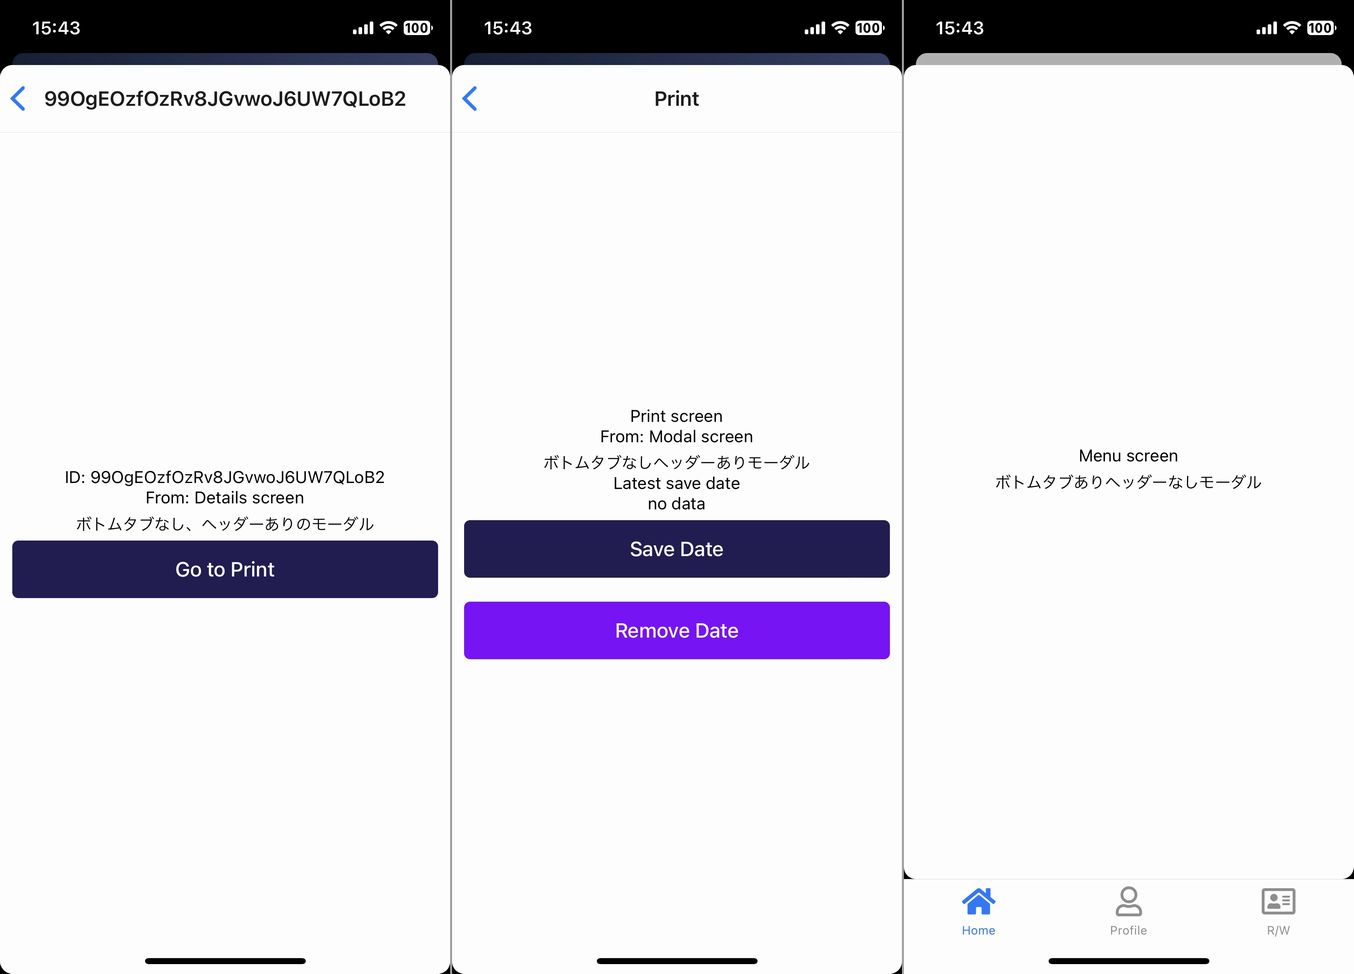 15:43
100
99OgEOzfOzRv8JGvwoJ6UW7QLoB2
ID: 99OgEOzfOzRv8JGvwoJ6UW7QLoB2
From: Details screen
ボトムタブなし、ヘッダーありのモーダル
Go to Print
15:43
100
Print
Print screen
From: Modal screen
ボトムタブなしヘッダーありモーダル
Latest save date
no data
Save Date
Remove Date
15:43
100
Menu screen
ボトムタブありヘッダーなしモーダル
Home
Profile
R/W